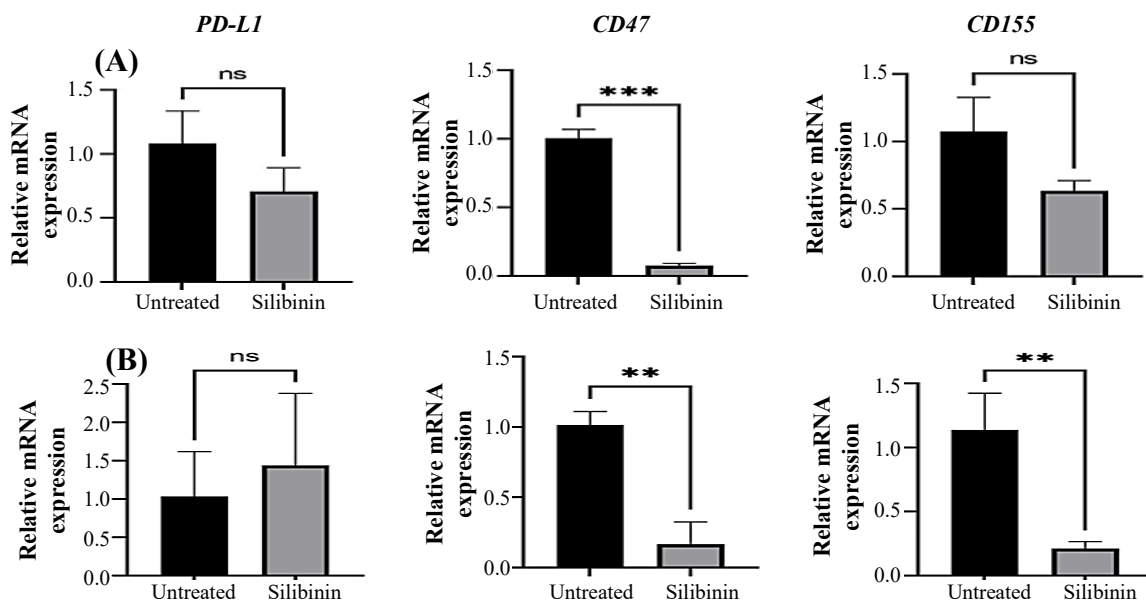 PD-L1
CD47
CD155
(A)
ns
1.5
1.0
0.5
0.0
Relative mRNA
expression
Untreated
Silibinin
***
1.5
1.0
0.5
0.0
Relative mRNA
expression
Untreated
Silibinin
ns
1.5
1.0
0.5
0.0
Relative mRNA
expression
Untreated
Silibinin
(B)
ns
2.5
2.0
1.5
1.0
0.5
0.0
Relative mRNA
expression
Untreated
Silibinin
**
1.5
1.0
0.5
0.0
Relative mRNA
expression
Untreated
Silibinin
**
1.5
1.0
0.5
0.0
Relative mRNA
expression
Untreated
Silibinin